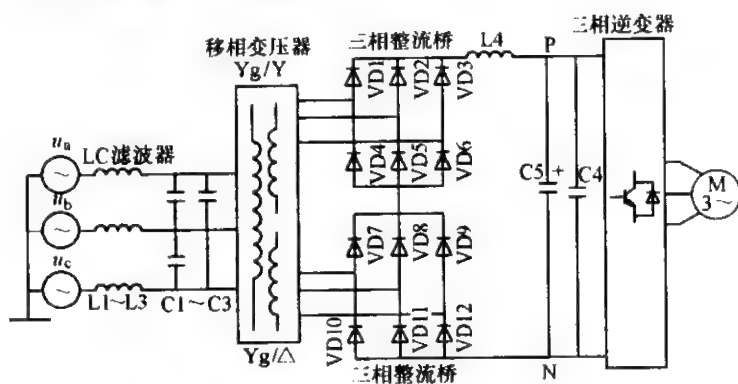 移相变压器
Yg/Y
三相整流桥
L4
P
三相逆变器
VD1
VD2
VD3
uₐ
LC滤波器
VD4
VD5
VD6
C5
+
C4
M
3～
u_b
VD7
VD8
VD9
u_c
L1～L3
C1～C3
VD10
VD11
VD12
Yg/△
三相整流桥
N